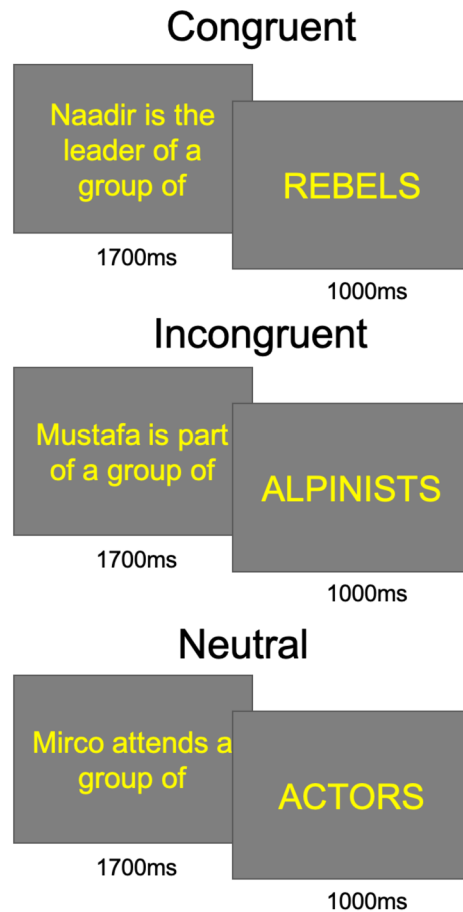 Congruent
Naadir is the
leader of a
group of
REBELS
1700ms
1000ms
Incongruent
Mustafa is part
of a group of
ALPINISTS
1700ms
1000ms
Neutral
Mirco attends a
group of
ACTORS
1700ms
1000ms